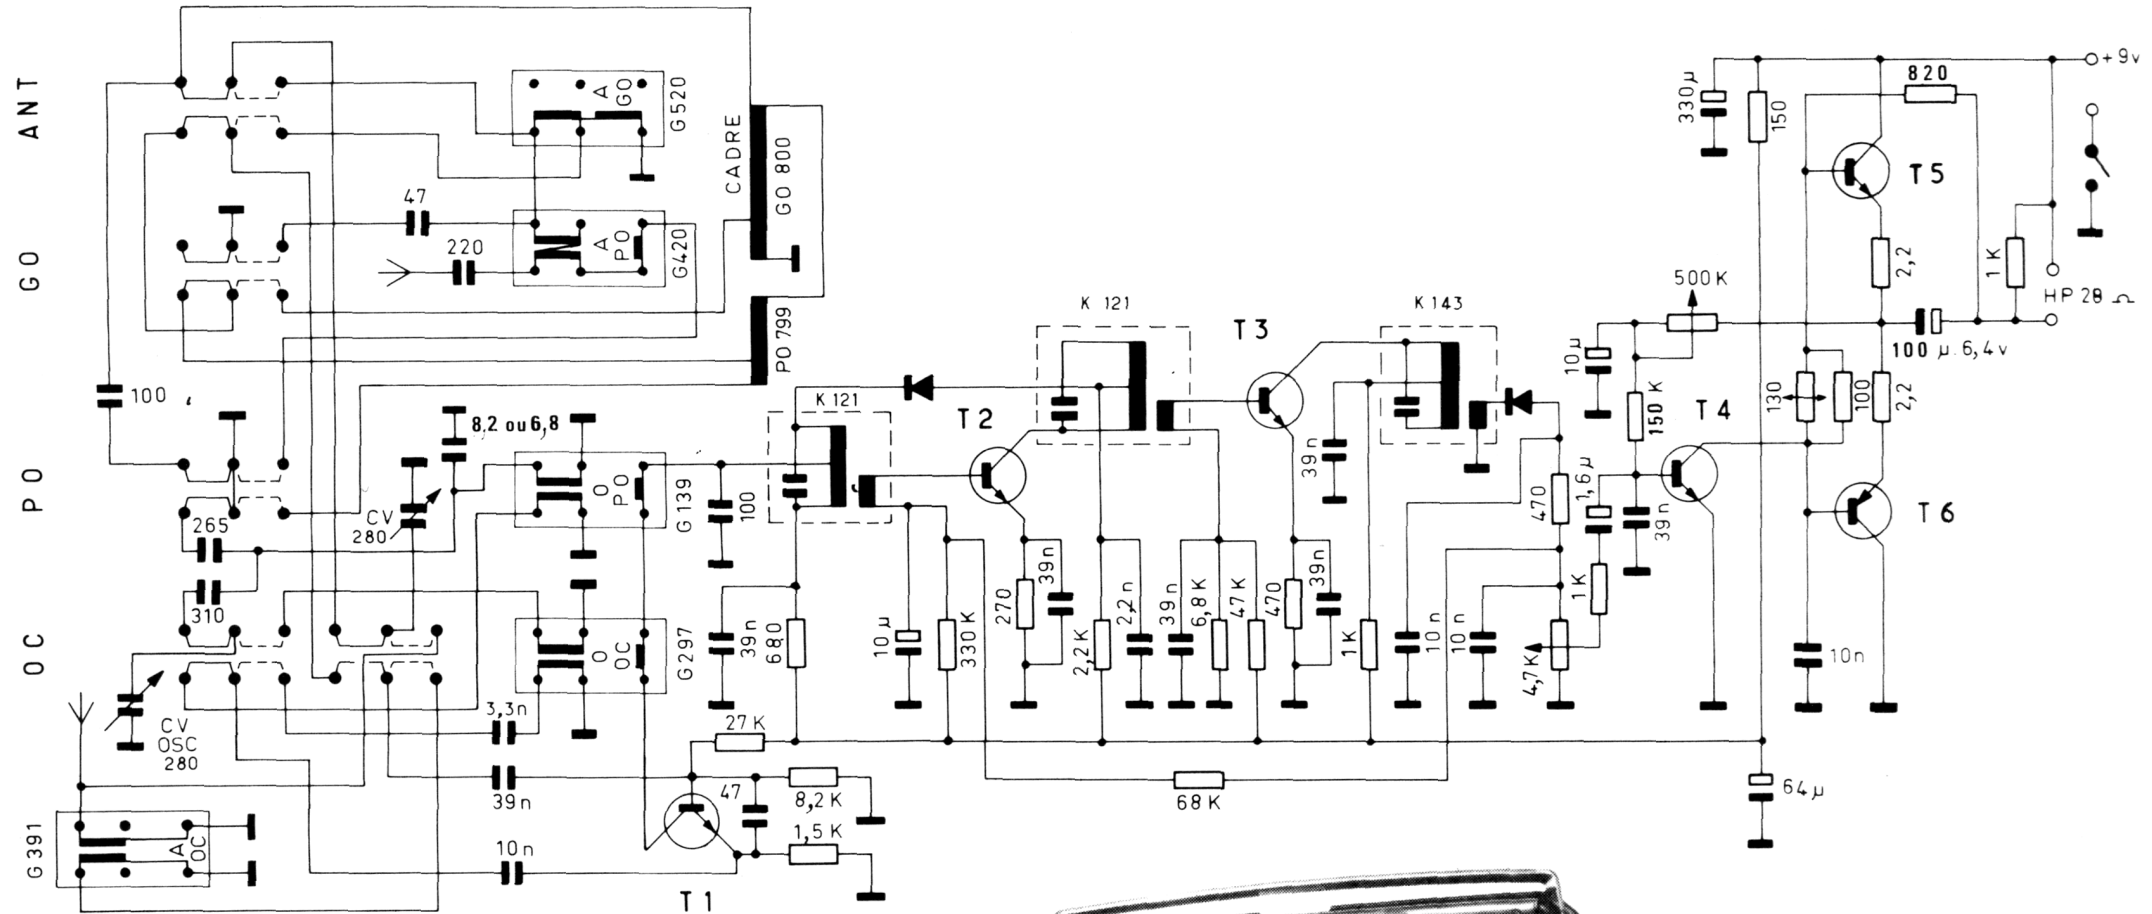 ANT
GO
PO
OC
A GO
G520
CADRE
GO 800
47
220
A PO
G420
PO 799
100
8,2 ou 6,8
CV 280
265
310
O PO
G139
100
O OC
G297
3,3n
39n
10n
CV
OSC
280
G391
A OC
27K
47
8,2K
1,5K
T1
39n
680
K 121
T2
10µ
330K
270
39n
K 121
2,2K
2,2n
39n
6,8K
47K
T3
470
39n
39n
1K
K 143
68K
10n
10n
470
4,7K
10µ
500K
150K
1,6µ
1K
39n
T4
330µ
150
820
+9v
T5
2,2
1K
HP 28 Ω
100 µ.6,4v
130
100
2,2
T6
10n
64µ